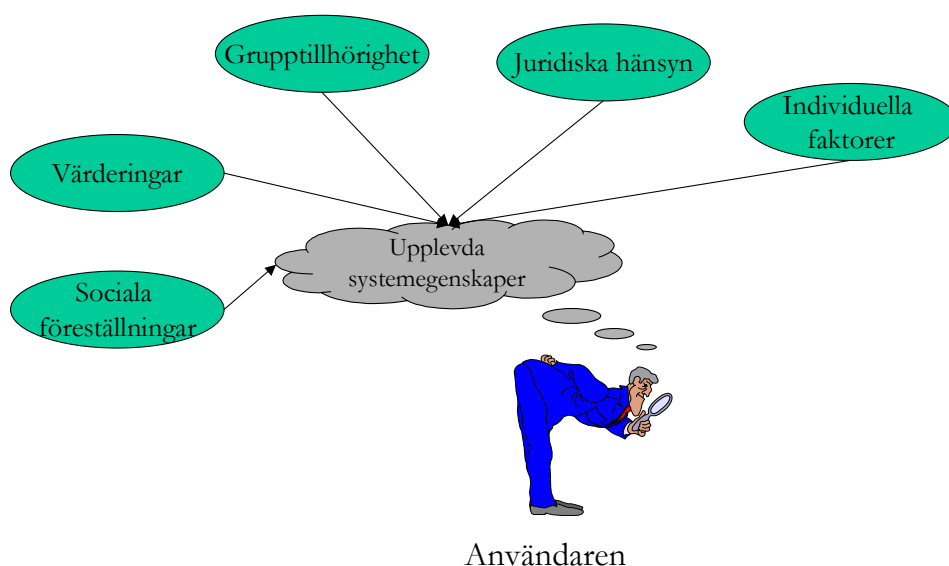 Grupptillhörighet
Juridiska hänsyn
Individuella
faktorer
Värderingar
Upplevda
systemegenskaper
Sociala
föreställningar
Användaren